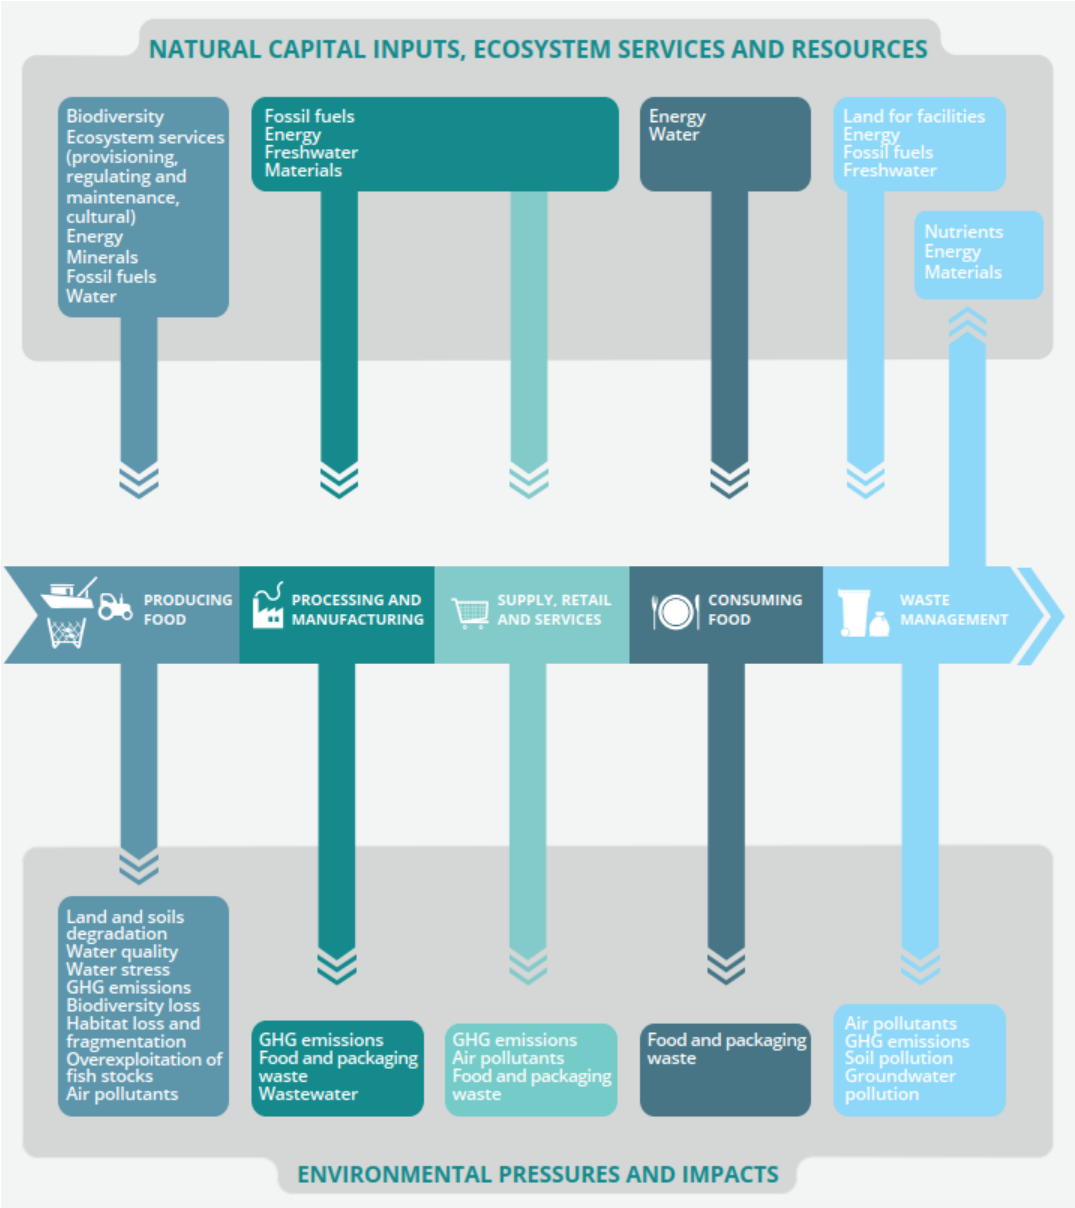 NATURAL CAPITAL INPUTS, ECOSYSTEM SERVICES AND RESOURCES
Biodiversity
Ecosystem services
(provisioning,
regulating and
maintenance,
cultural)
Energy
Minerals
Fossil fuels
Water
Fossil fuels
Energy
Freshwater
Materials
Energy
Water
Land for facilities
Energy
Fossil fuels
Freshwater
Nutrients
Energy
Materials
PRODUCING
FOOD
PROCESSING AND
MANUFACTURING
SUPPLY, RETAIL
AND SERVICES
CONSUMING
FOOD
WASTE
MANAGEMENT
Land and soils
degradation
Water quality
Water stress
GHG emissions
Biodiversity loss
Habitat loss and
fragmentation
Overexploitation of
fish stocks
Air pollutants
GHG emissions
Food and packaging
waste
Wastewater
GHG emissions
Air pollutants
Food and packaging
waste
Food and packaging
waste
Air pollutants
GHG emissions
Soil pollution
Groundwater
pollution
ENVIRONMENTAL PRESSURES AND IMPACTS